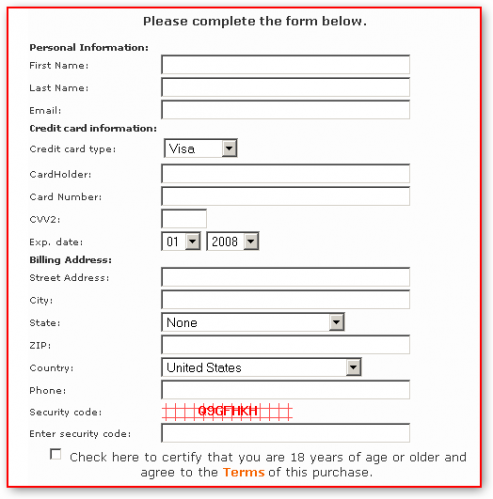 Please complete the form below.
Personal Information:
First Name:
Last Name:
Email:
Credit card information:
Credit card type: Visa
CardHolder:
Card Number:
CVV2:
Exp. date: 01 2008
Billing Address:
Street Address:
City:
State: None
ZIP:
Country: United States
Phone:
Security code: Q9GFHKH
Enter security code:
Check here to certify that you are 18 years of age or older and
agree to the Terms of this purchase.